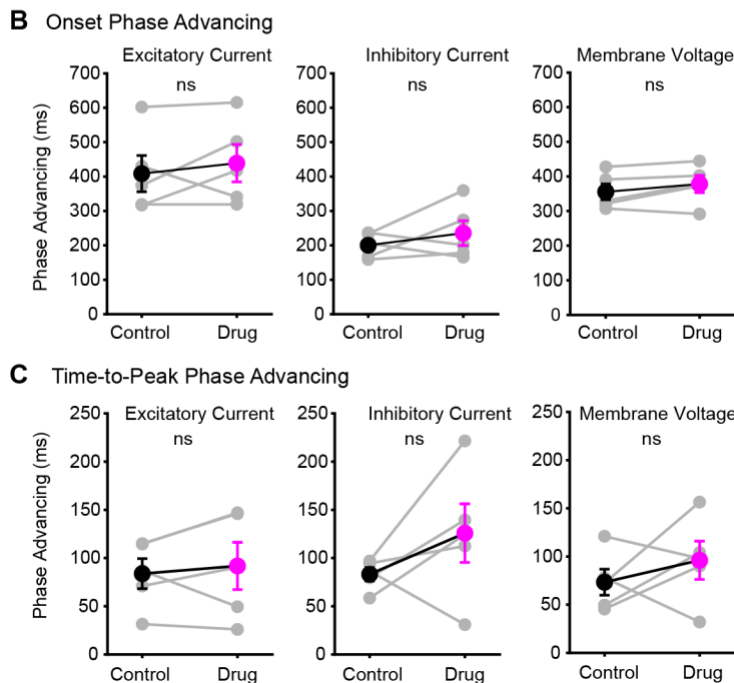 B Onset Phase Advancing
Excitatory Current
ns
Phase Advancing (ms)
700
600
500
400
300
200
100
0
Control Drug
Inhibitory Current
ns
700
600
500
400
300
200
100
0
Control Drug
Membrane Voltage
ns
700
600
500
400
300
200
100
0
Control Drug
C Time-to-Peak Phase Advancing
Excitatory Current
ns
Phase Advancing (ms)
250
200
150
100
50
0
Control Drug
Inhibitory Current
ns
250
200
150
100
50
0
Control Drug
Membrane Voltage
ns
250
200
150
100
50
0
Control Drug